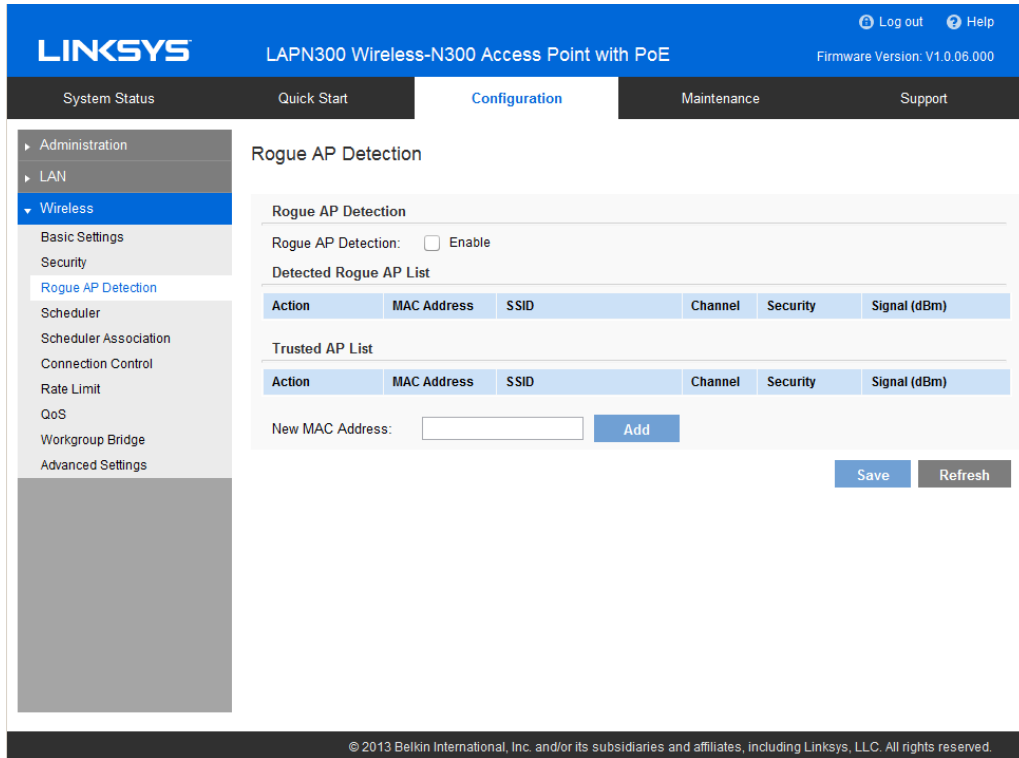 Log out Help
LINKSYS LAPN300 Wireless-N300 Access Point with PoE Firmware Version: V1.0.06.000
System Status Quick Start Configuration Maintenance Support
Administration
LAN
Wireless
Basic Settings
Security
Rogue AP Detection
Scheduler
Scheduler Association
Connection Control
Rate Limit
QoS
Workgroup Bridge
Advanced Settings
Rogue AP Detection
Rogue AP Detection
Rogue AP Detection: Enable
Detected Rogue AP List
Action MAC Address SSID Channel Security Signal (dBm)
Trusted AP List
Action MAC Address SSID Channel Security Signal (dBm)
New MAC Address: Add
Save Refresh
© 2013 Belkin International, Inc. and/or its subsidiaries and affiliates, including Linksys, LLC. All rights reserved.